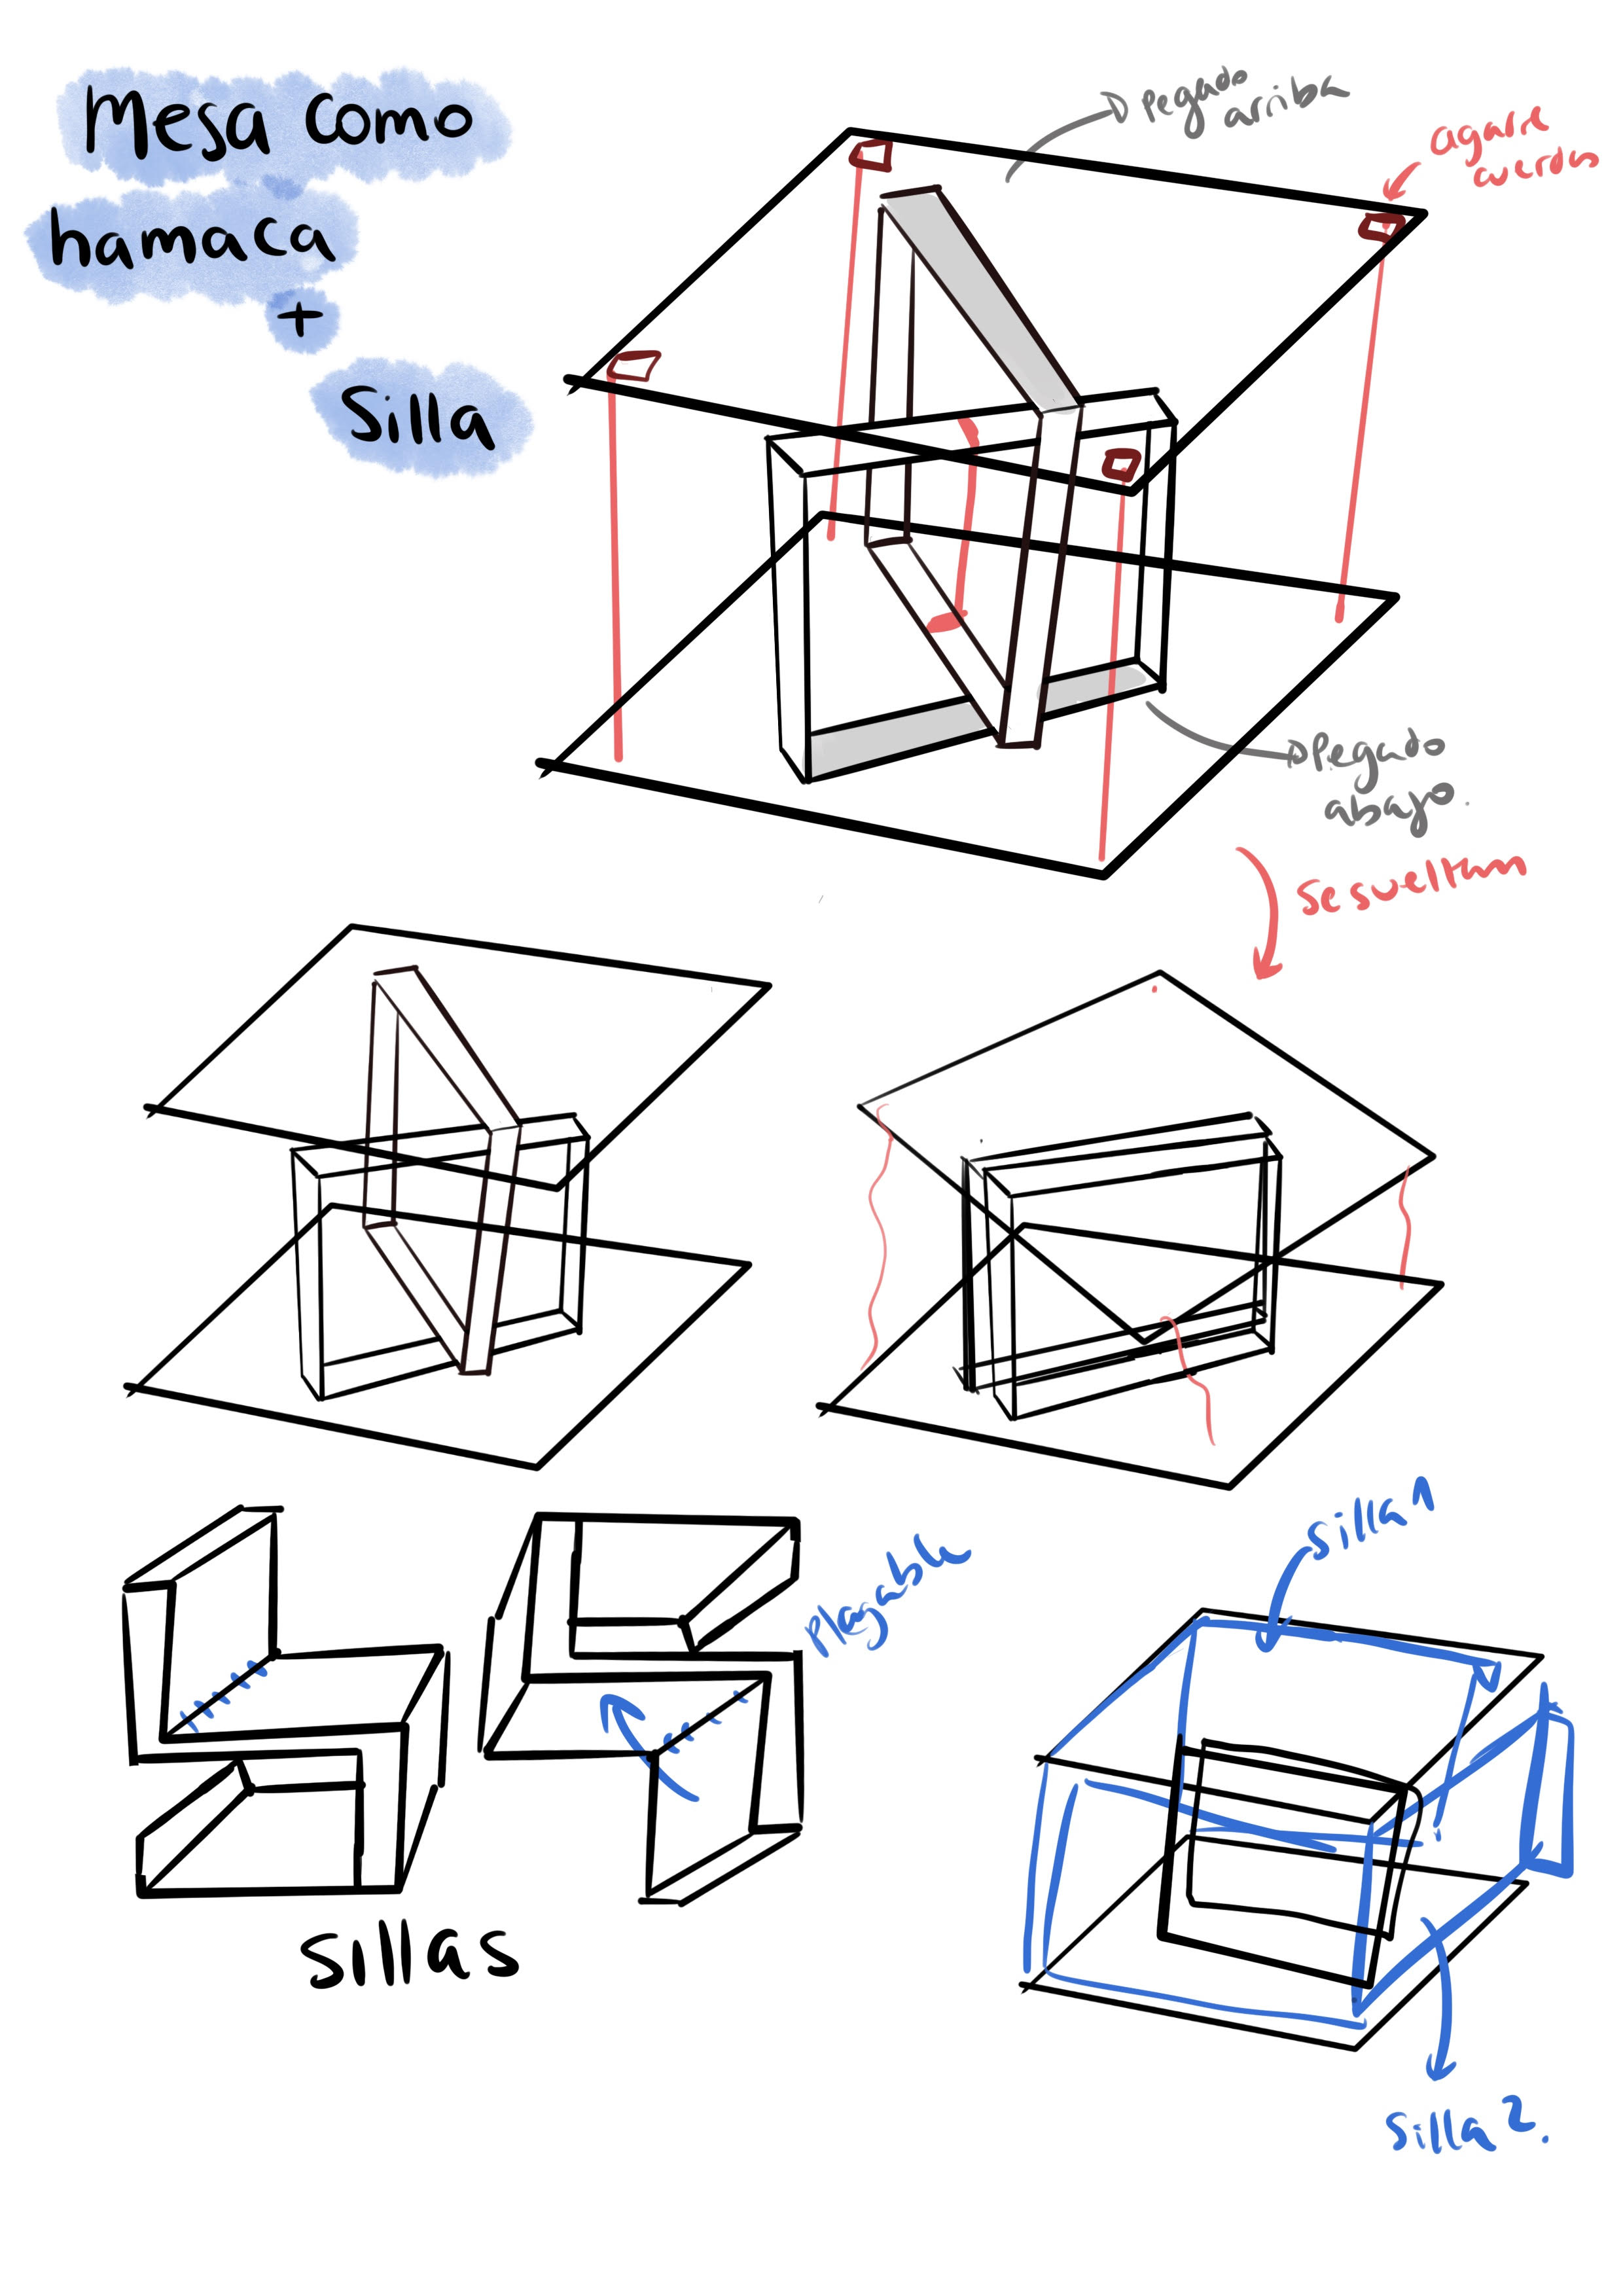 Mesa como
hamaca
+
Silla
Pegado
arriba
agarre
cuerdas
Pegado
abajo.
Se sueltan
Plegable
Sillas
Silla 1
Silla 2.